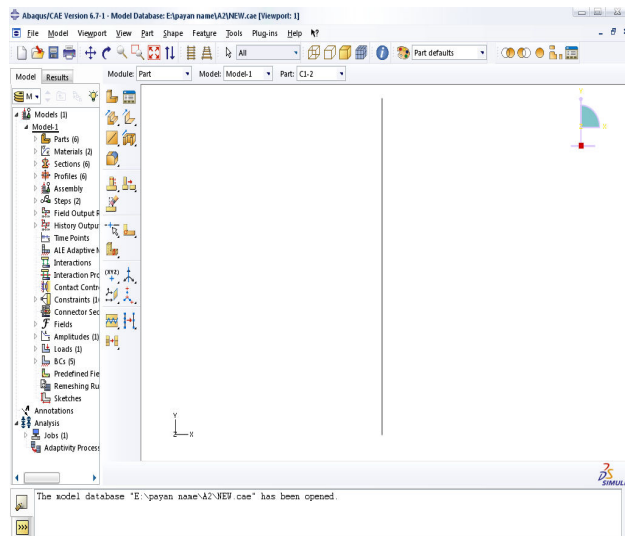 Abaqus/CAE Version 6.7-1 - Model Database: E:\payan name\A2\NEW.cae [Viewport: 1]
File Model Viewport View Part Shape Feature Tools Plug-ins Help
All Part defaults
Model Results Module: Part Model: Model-1 Part: C1-2
M
Models (1)
Model-1
Parts (6)
Materials (2)
Sections (6)
Profiles (6)
Assembly
Steps (2)
Field Output R
History Outpu
Time Points
ALE Adaptive M
Interactions
Interaction Pro
Contact Contr
Constraints (1
Connector Sec
Fields
Amplitudes (1)
Loads (1)
BCs (5)
Predefined Fie
Remeshing Ru
Sketches
Annotations
Analysis
Jobs (1)
Adaptivity Process
(XYZ)
Y
X
Y
Z X
SIMULI
The model database "E:\payan name\A2\NEW.cae" has been opened.
>>>